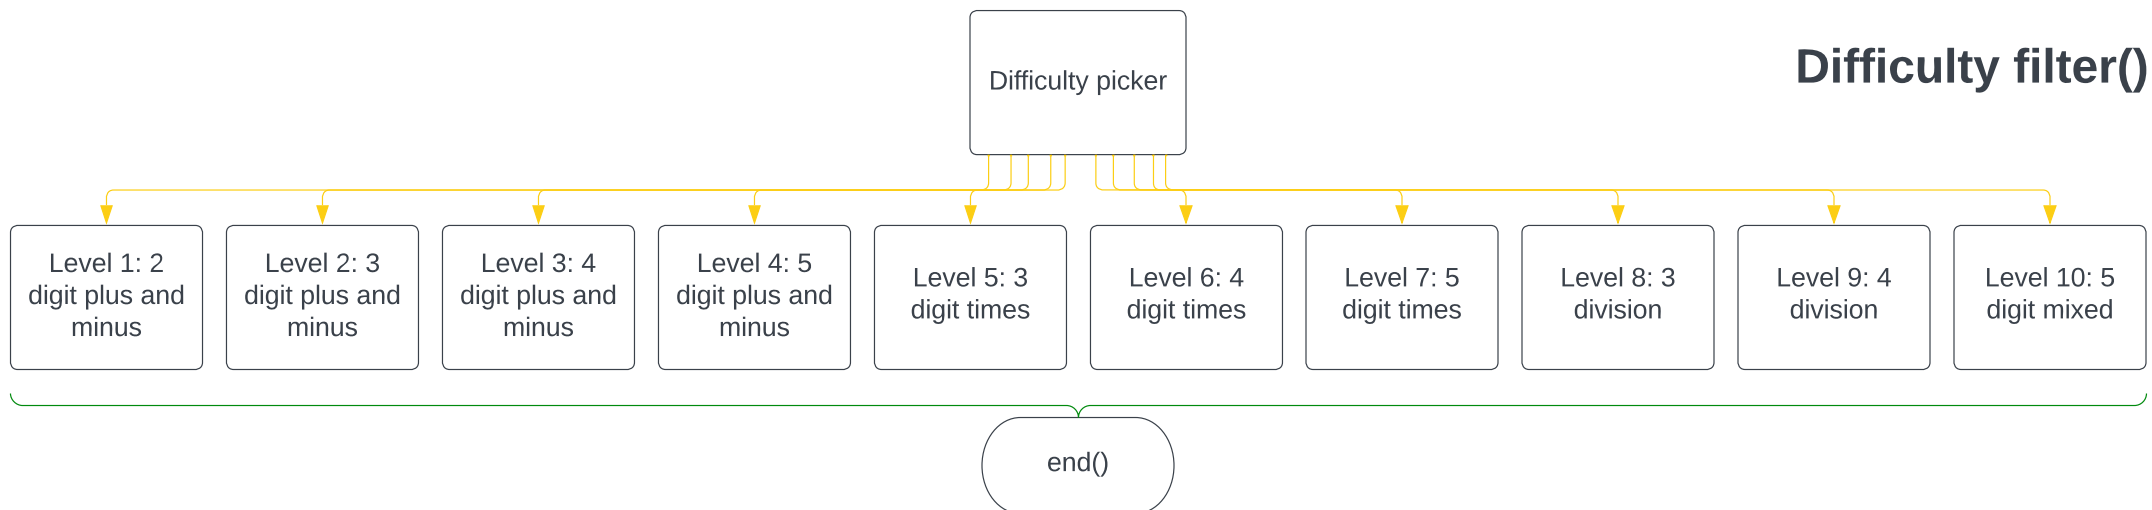 Difficulty picker
Difficulty filter()
Level 1: 2
digit plus and
minus
Level 2: 3
digit plus and
minus
Level 3: 4
digit plus and
minus
Level 4: 5
digit plus and
minus
Level 5: 3
digit times
Level 6: 4
digit times
Level 7: 5
digit times
Level 8: 3
division
Level 9: 4
division
Level 10: 5
digit mixed
end()